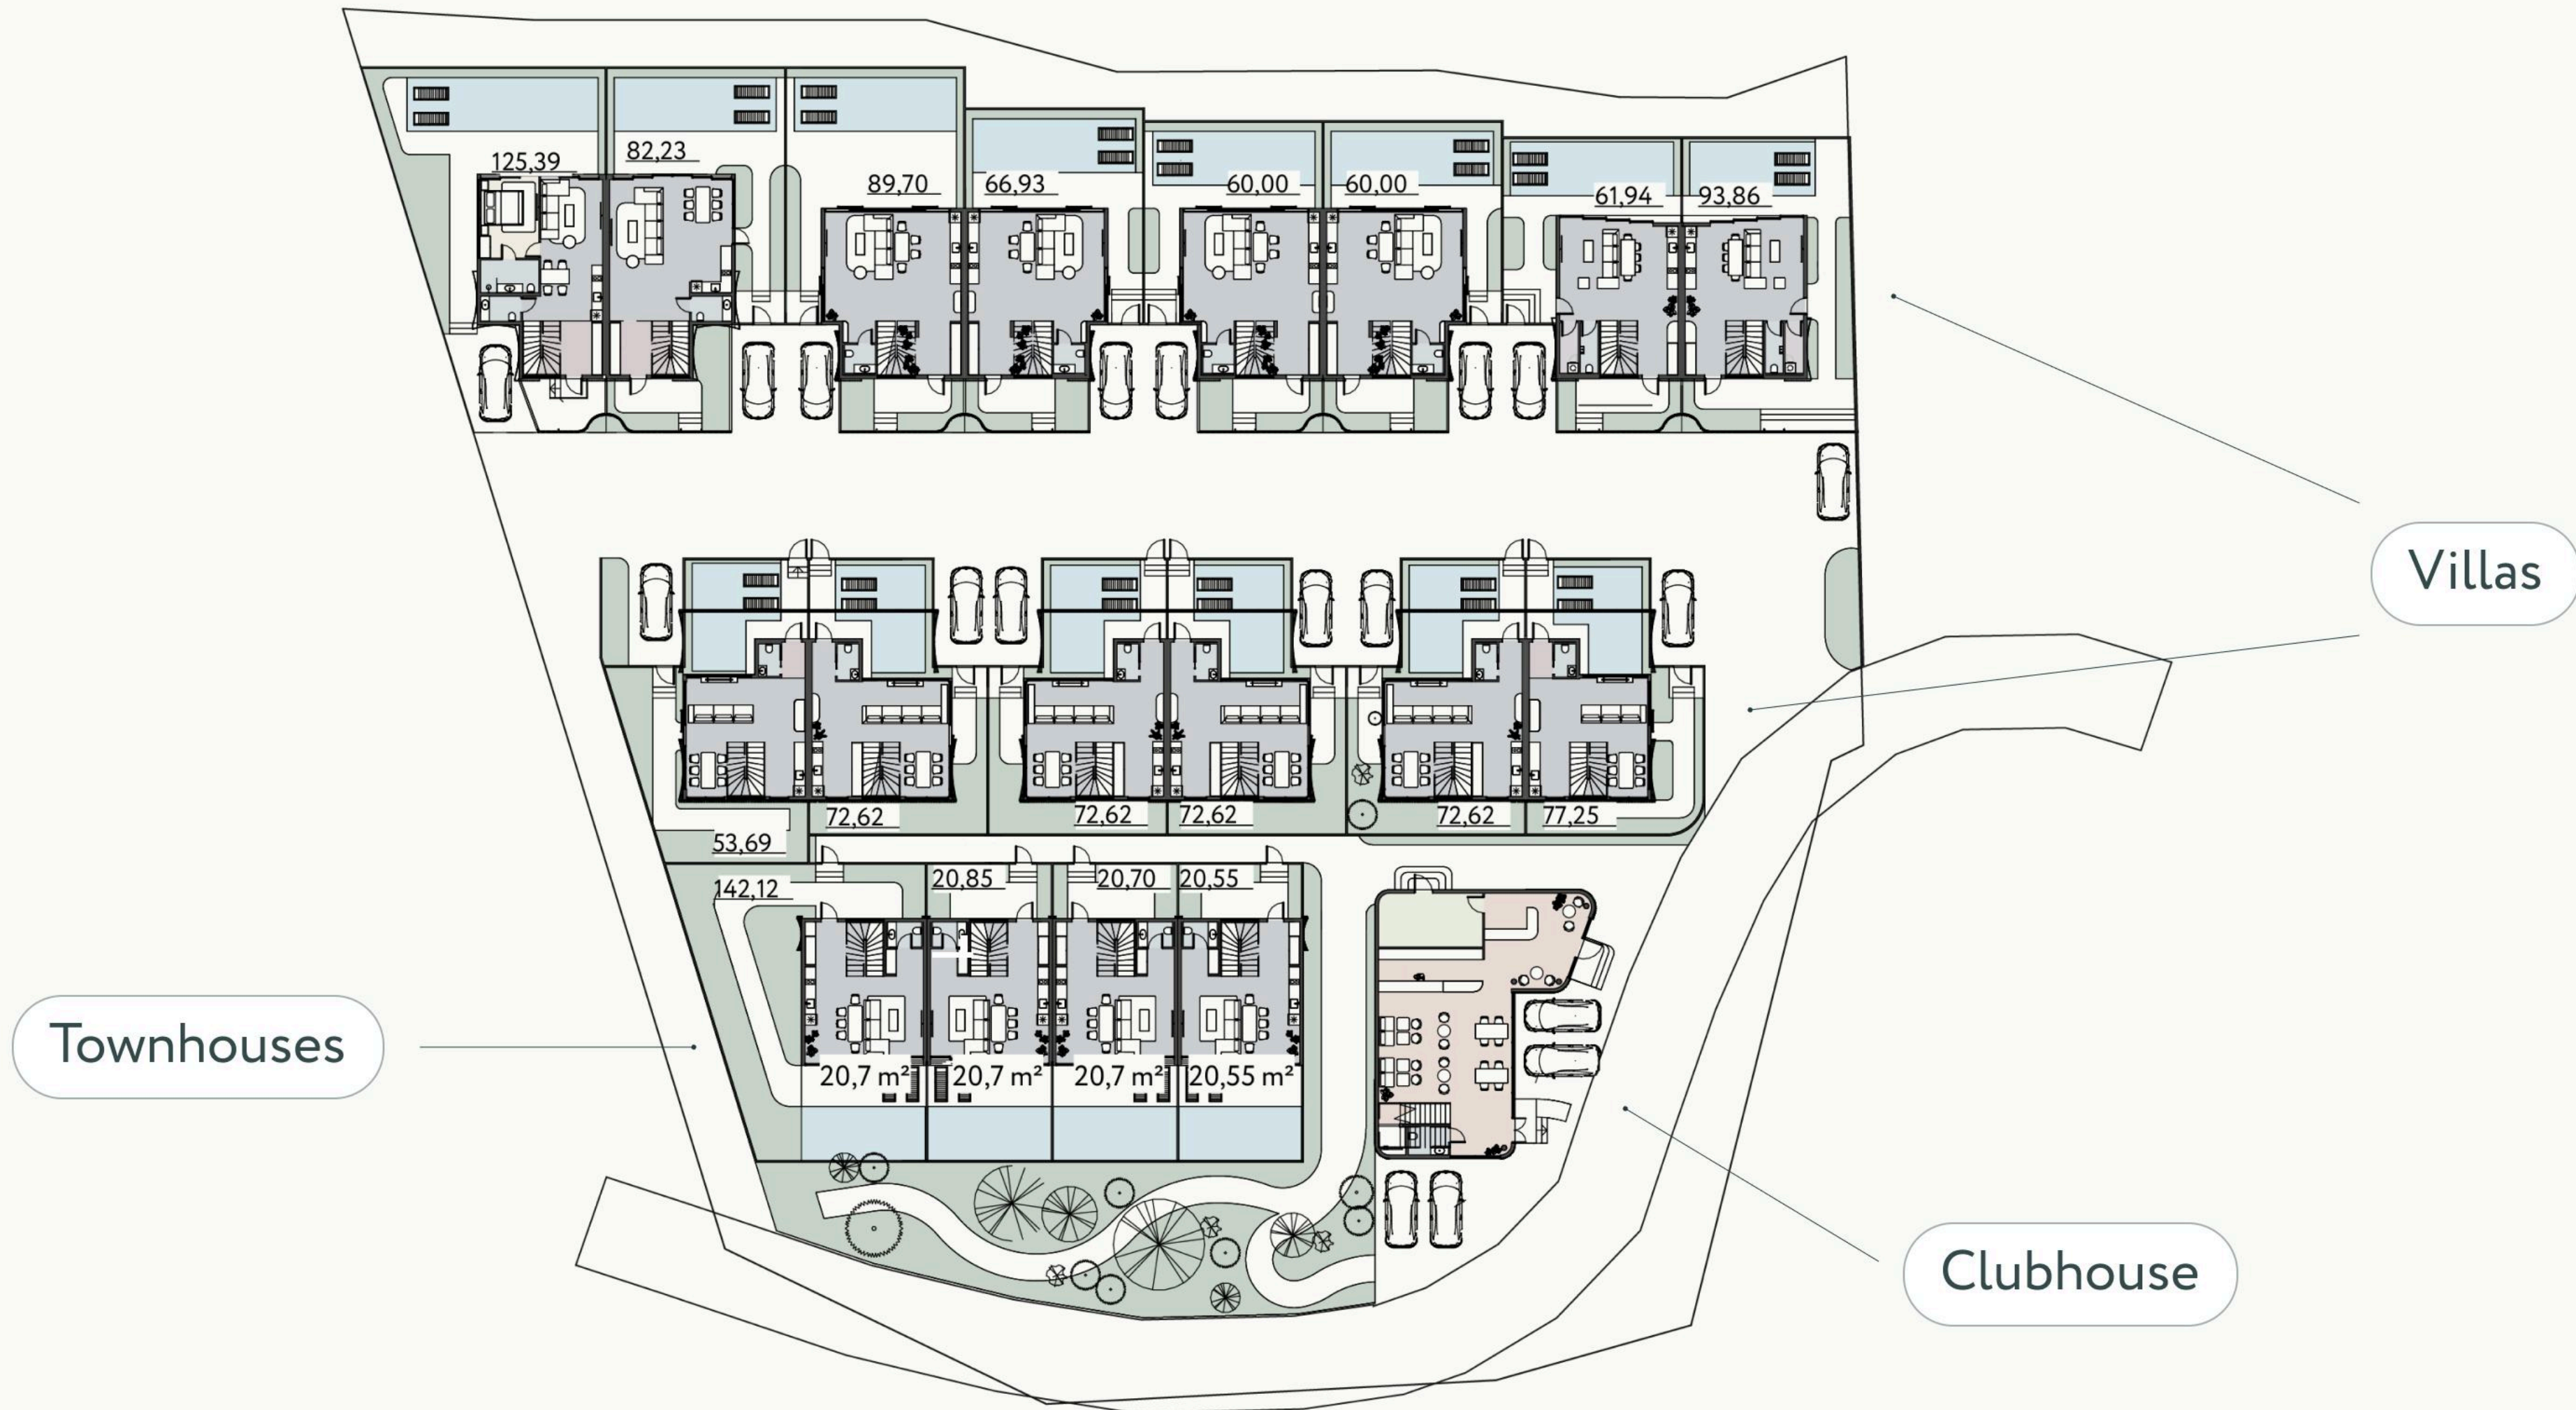 125,39
82,23
89,70
66,93
60,00
60,00
61,94
93,86
Villas
53,69
72,62
72,62
72,62
72,62
77,25
142,12
20,85
20,70
20,55
Townhouses
20,7 m²
20,7 m²
20,7 m²
20,55 m²
Clubhouse